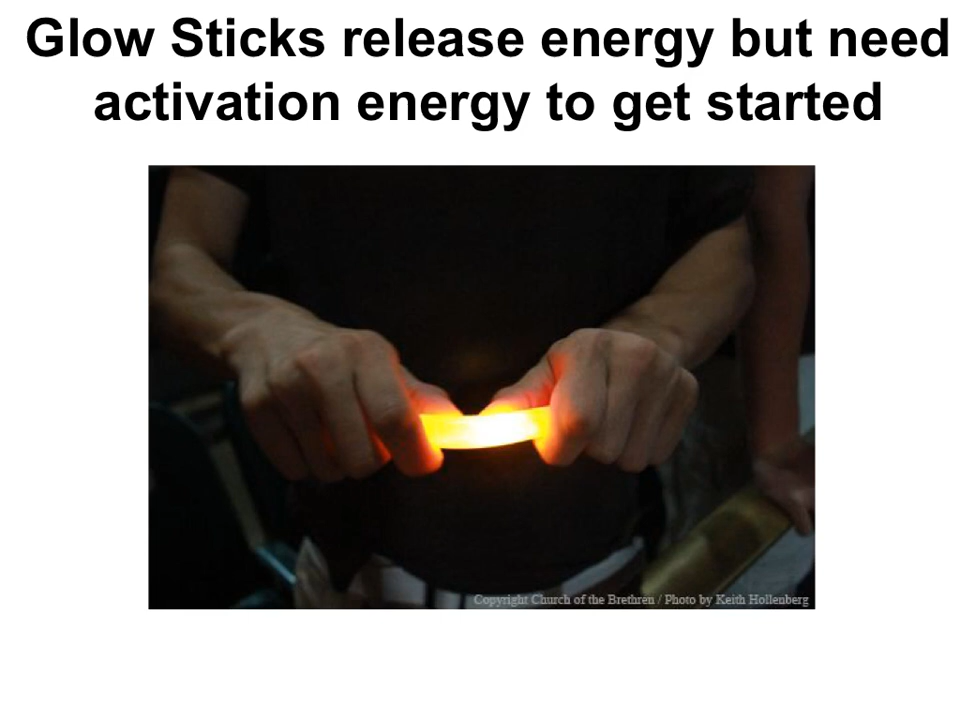 Glow Sticks release energy but need
activation energy to get started
Copyright Church of the Brethren / Photo by Keith Hollenberg